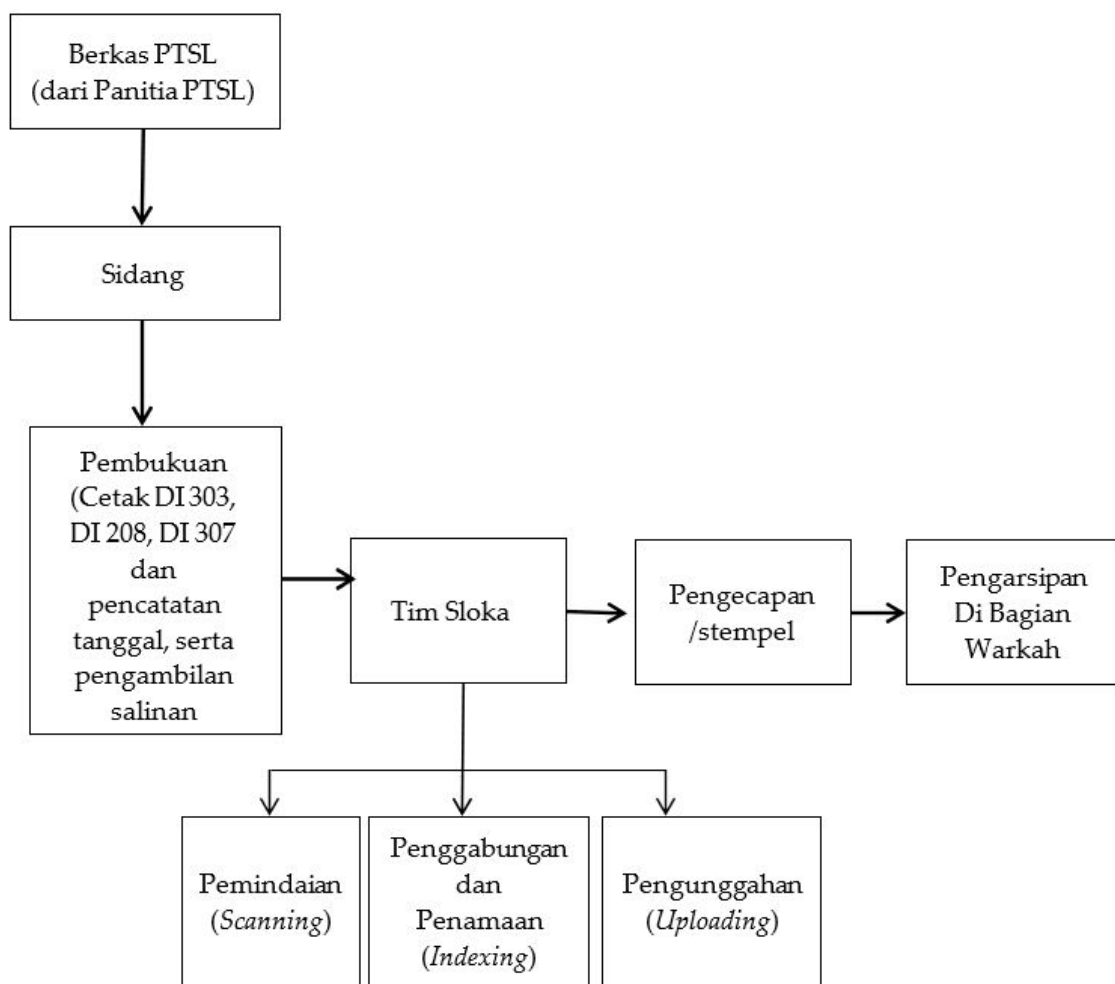 Berkas PTSL
(dari Panitia PTSL)
Sidang
Pembukuan
(Cetak DI 303,
DI 208, DI 307
dan
pencatatan
tanggal, serta
pengambilan
salinan
Tim Sloka
Pengecapan
/stempel
Pengarsipan
Di Bagian
Warkah
Pemindaian
(Scanning)
Penggabungan
dan
Penamaan
(Indexing)
Pengunggahan
(Uploading)